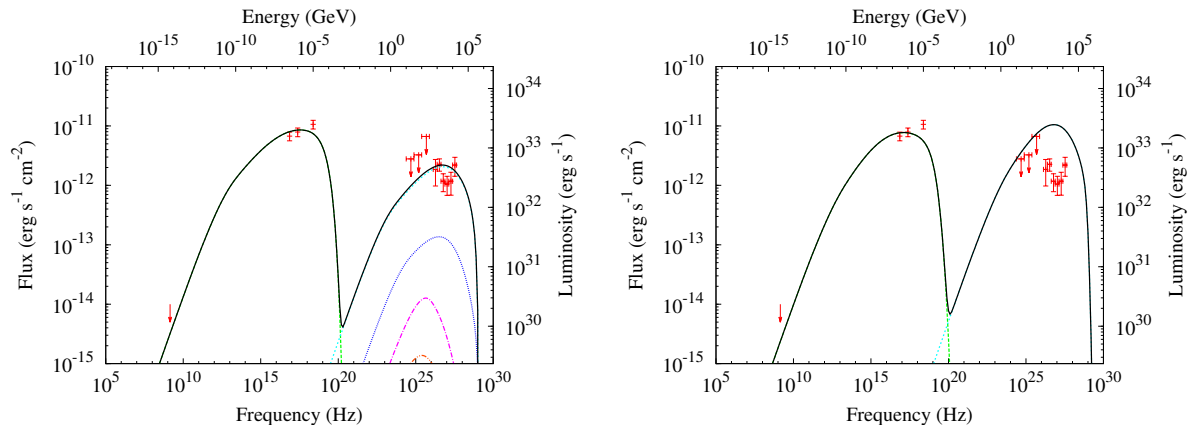 Energy (GeV)
10^-15 10^-10 10^-5 10^0 10^5
10^-10
10^-11
10^-12
10^-13
10^-14
10^-15
Flux (erg s^-1 cm^-2)
10^34
10^33
10^32
10^31
10^30
Luminosity (erg s^-1)
10^5 10^10 10^15 10^20 10^25 10^30
Frequency (Hz)
Energy (GeV)
10^-15 10^-10 10^-5 10^0 10^5
10^-10
10^-11
10^-12
10^-13
10^-14
10^-15
Flux (erg s^-1 cm^-2)
10^34
10^33
10^32
10^31
10^30
Luminosity (erg s^-1)
10^5 10^10 10^15 10^20 10^25 10^30
Frequency (Hz)